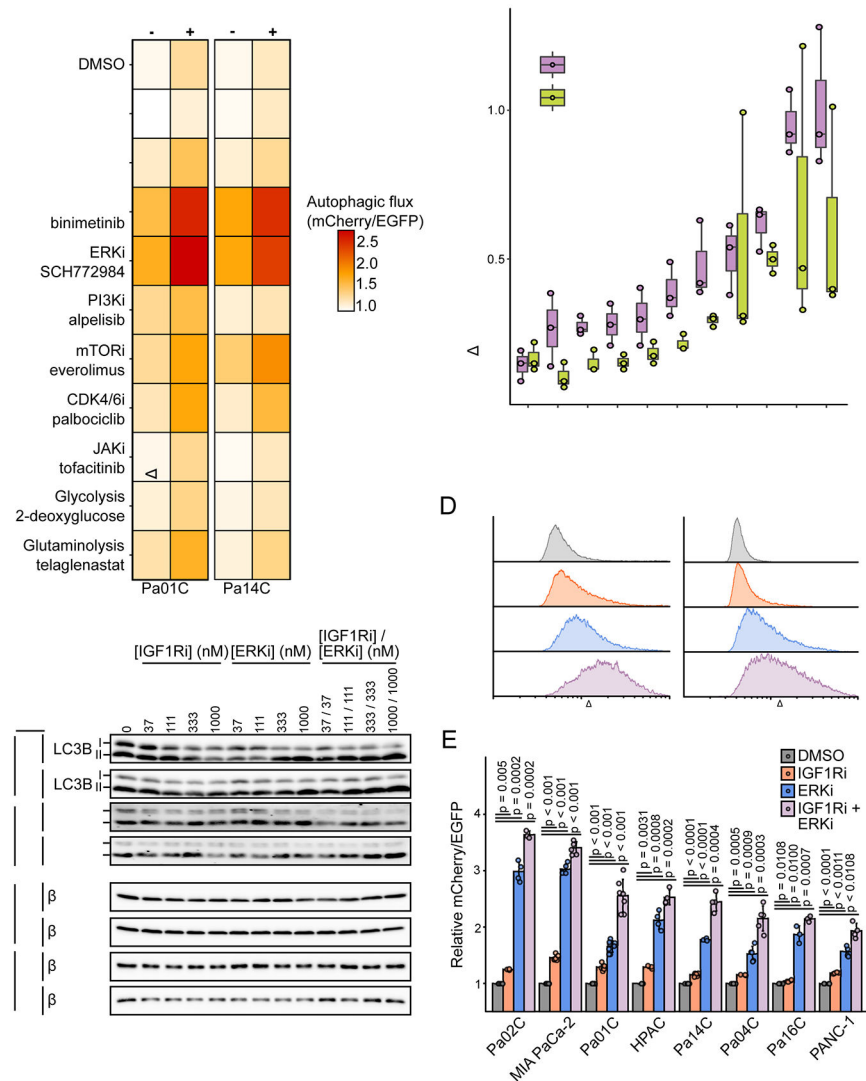 - + - +
DMSO
binimetinib
ERKi
SCH772984
PI3Ki
alpelisib
mTORi
everolimus
CDK4/6i
palbociclib
JAKi
tofacitinib
Glycolysis
2-deoxyglucose
Glutaminolysis
telaglenastat
Pa01C Pa14C
Δ
Autophagic flux
(mCherry/EGFP)
2.5
2.0
1.5
1.0
1.0
0.5
Δ
D
Δ Δ
[IGF1Ri] (nM) [ERKi] (nM) [IGF1Ri] / [ERKi] (nM)
0 37 111 333 1000 37 111 333 1000 37 / 37 111 / 111 333 / 333 1000 / 1000
LC3B I
II
LC3B I
II
β
β
β
β
E
DMSO
IGF1Ri
ERKi
IGF1Ri +
ERKi
Relative mCherry/EGFP
4
3
2
1
p = 0.005
p = 0.0002
p = 0.0002
p < 0.001
p < 0.001
p < 0.001
p < 0.001
p < 0.001
p < 0.001
p = 0.0031
p = 0.0008
p = 0.0002
p < 0.0001
p < 0.0001
p = 0.0004
p = 0.0005
p = 0.0009
p = 0.0003
p = 0.0108
p = 0.0100
p = 0.0007
p < 0.0001
p = 0.0011
p < 0.0108
Pa02C
MIA PaCa-2
Pa01C
HPAC
Pa14C
Pa04C
Pa16C
PANC-1